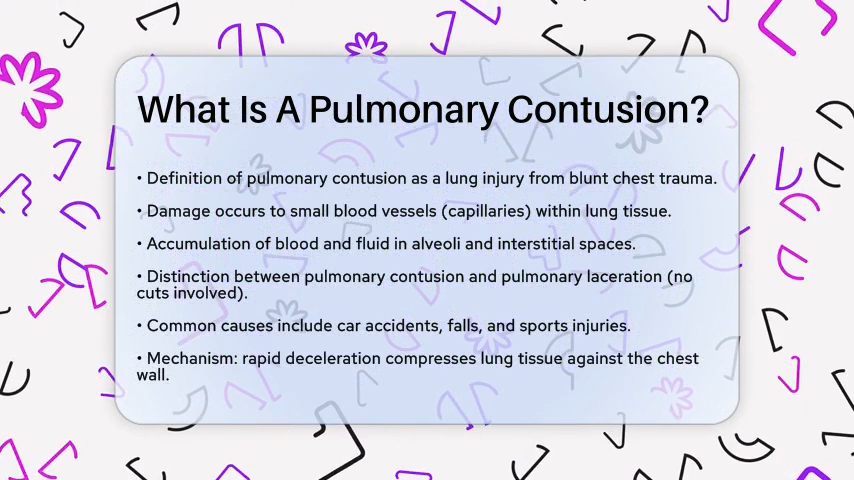 What Is A Pulmonary Contusion?
• Definition of pulmonary contusion as a lung injury from blunt chest trauma.
• Damage occurs to small blood vessels (capillaries) within lung tissue.
• Accumulation of blood and fluid in alveoli and interstitial spaces.
• Distinction between pulmonary contusion and pulmonary laceration (no
cuts involved).
• Common causes include car accidents, falls, and sports injuries.
• Mechanism: rapid deceleration compresses lung tissue against the chest
wall.